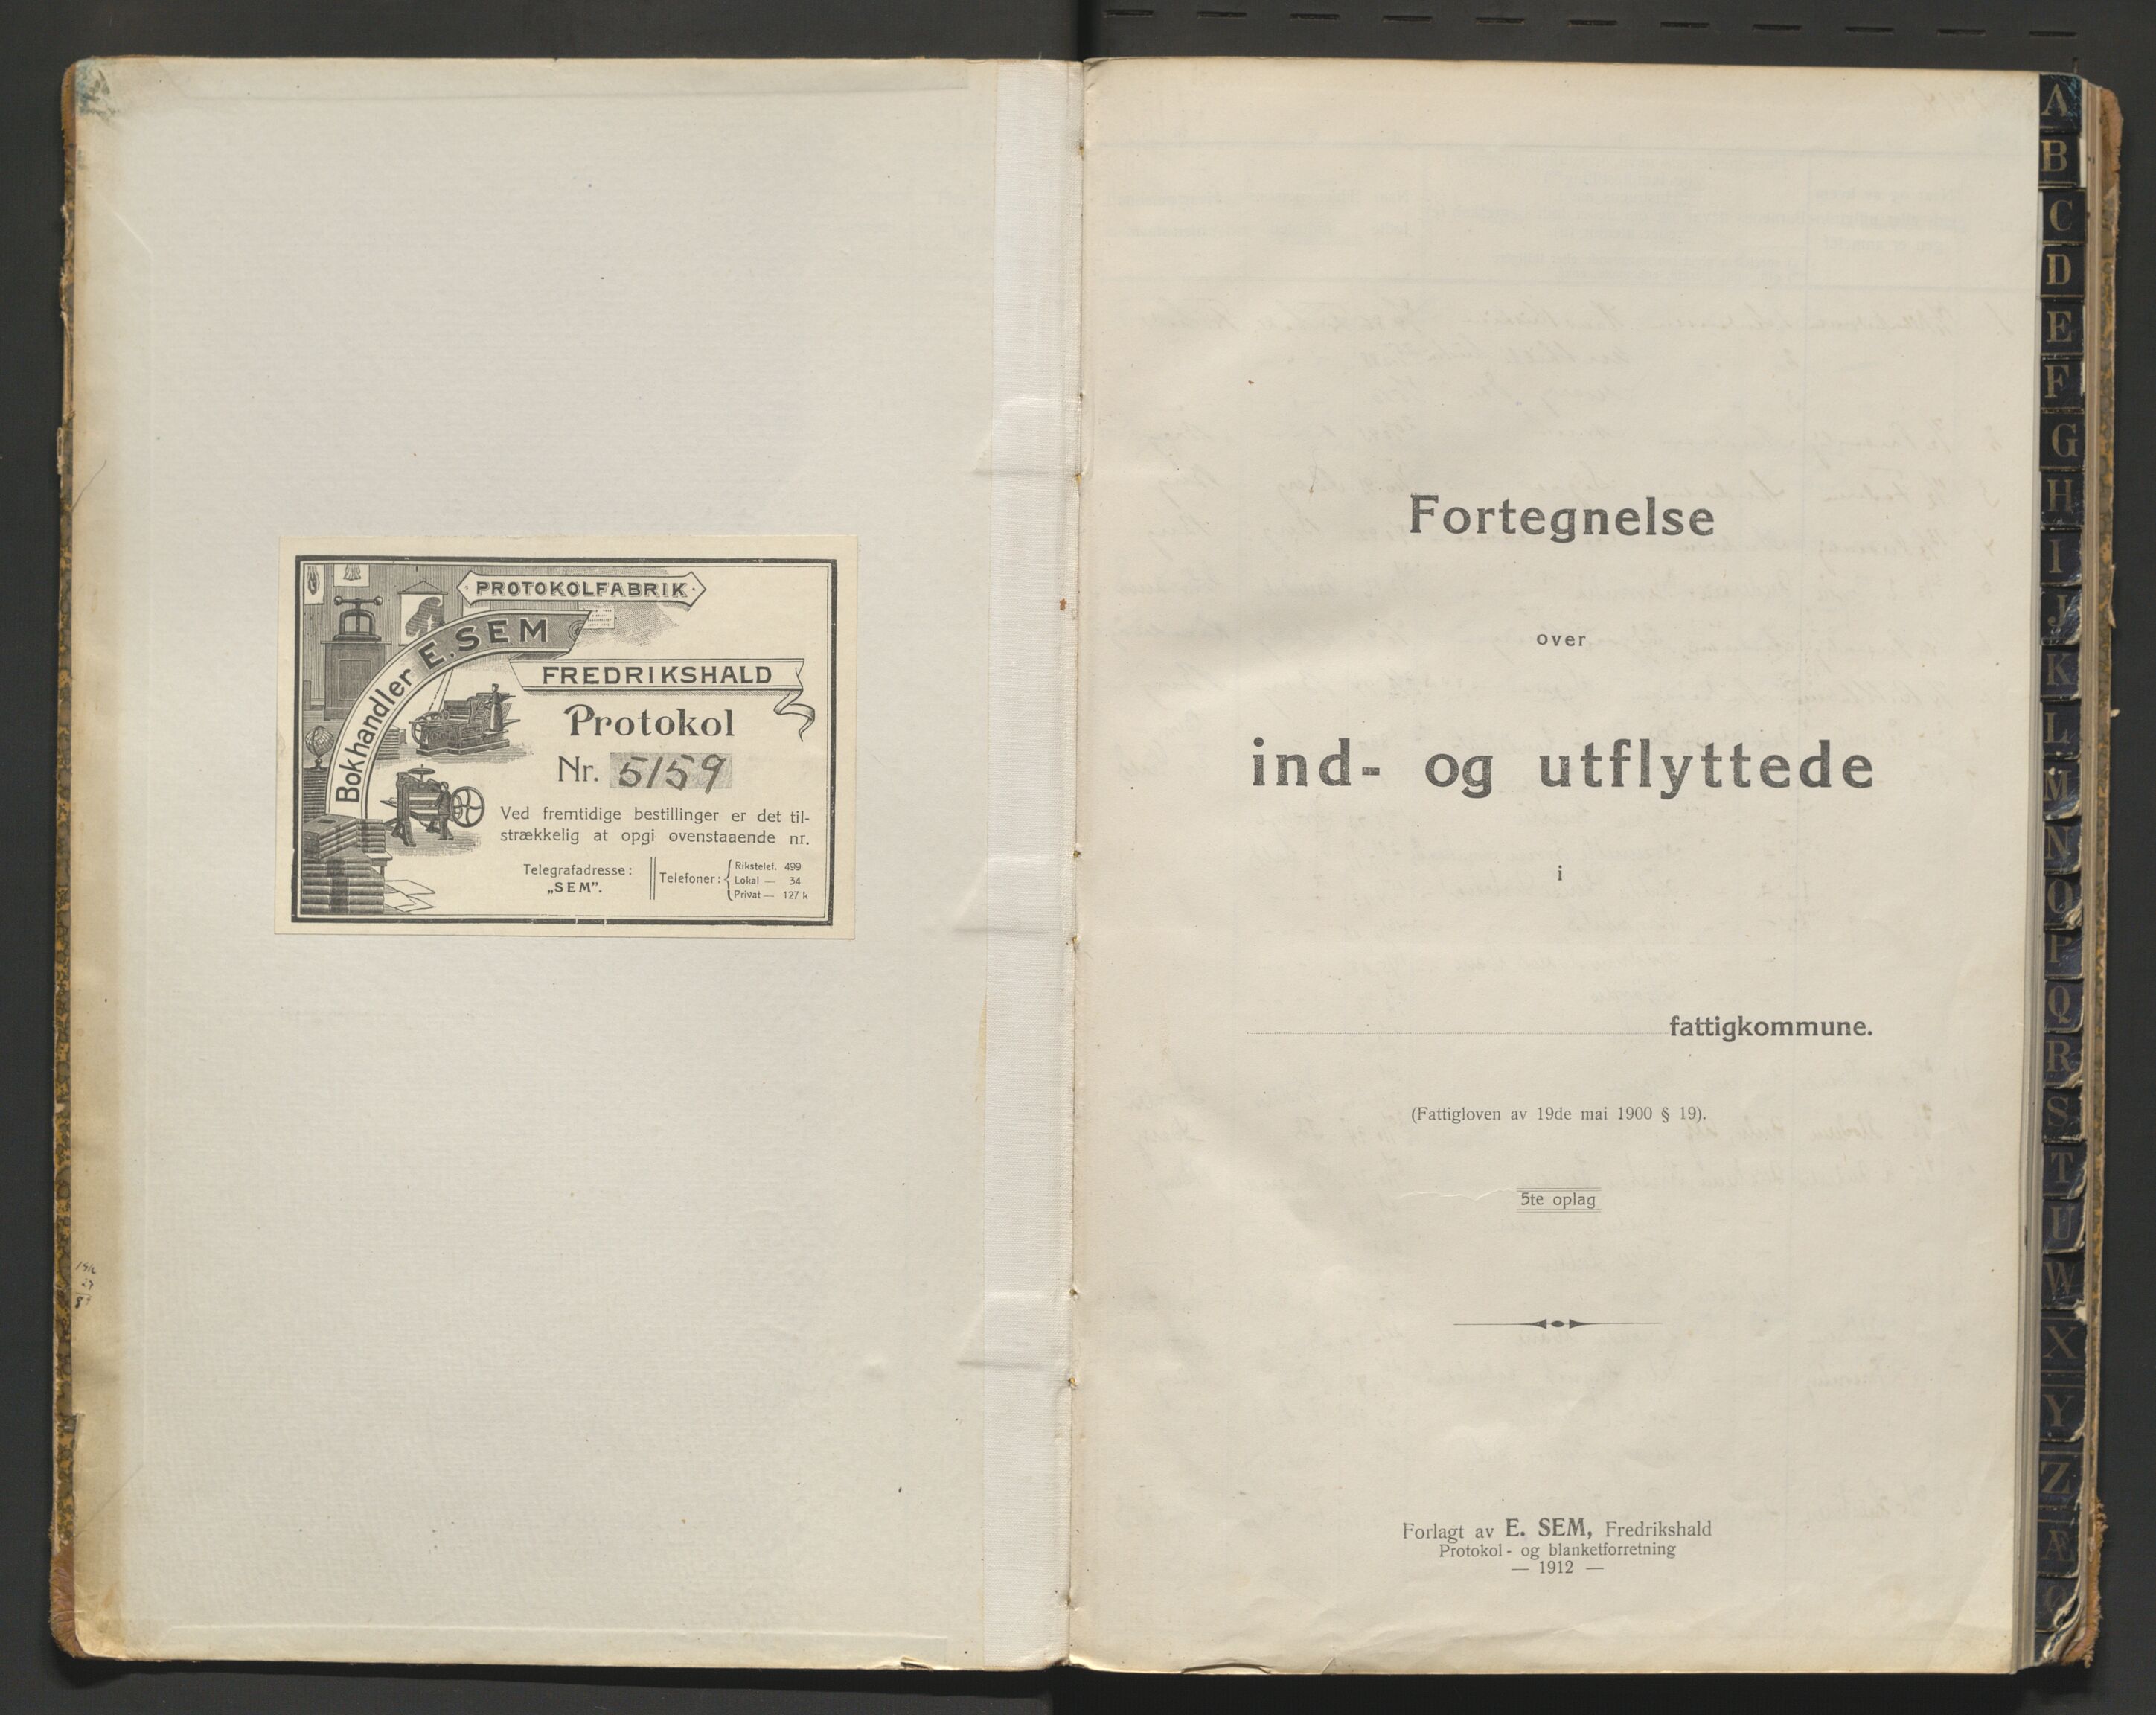 PROTOKOLFABRIK
Bokhandler E. SEM
FREDRIKSHALD
Protokol
Nr. 5159
Ved fremtidige bestillinger er det til-
strækkelig at opgi ovenstaaende nr.
Telegrafadresse:
„SEM".
Telefoner:
Rikstelef. 499
Lokal — 34
Privat — 127 k
Fortegnelse
over
ind- og utflyttede
i
fattigkommune.
(Fattigloven av 19de mai 1900 § 19).
5te oplag
Forlagt av E. SEM, Fredrikshald
Protokol- og blanketforretning
— 1912 —
A
B
C
D
E
F
G
H
I
J
K
L
M
N
O
P
Q
R
S
T
U
W
X
Y
Z
Æ